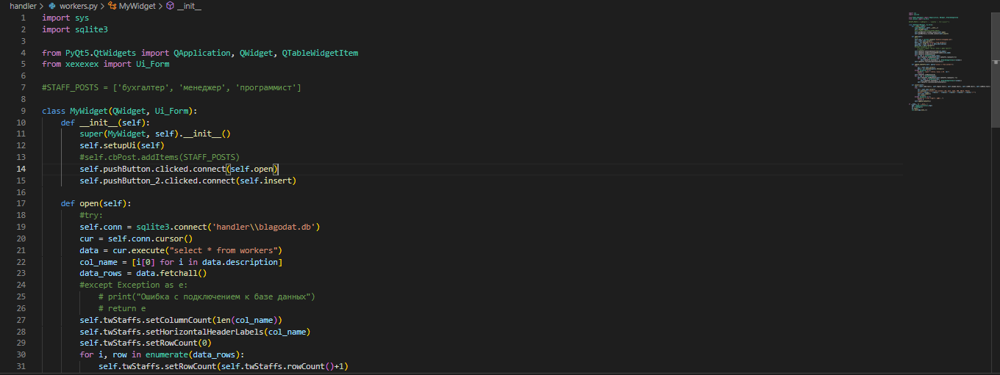 handler > workers.py > MyWidget > __init__
1 import sys
2 import sqlite3
3
4 from PyQt5.QtWidgets import QApplication, QWidget, QTableWidgetItem
5 from xexexex import Ui_Form
6
7 #STAFF_POSTS = ['бухгалтер', 'менеджер', 'программист']
8
9 class MyWidget(QWidget, Ui_Form):
10     def __init__(self):
11         super(MyWidget, self).__init__()
12         self.setupUi(self)
13         #self.cbPost.addItems(STAFF_POSTS)
14         self.pushButton.clicked.connect(self.open)
15         self.pushButton_2.clicked.connect(self.insert)
16
17     def open(self):
18         #try:
19         self.conn = sqlite3.connect('handler\\blagodat.db')
20         cur = self.conn.cursor()
21         data = cur.execute("select * from workers")
22         col_name = [i[0] for i in data.description]
23         data_rows = data.fetchall()
24         #except Exception as e:
25             # print("Ошибка с подключением к базе данных")
26             # return e
27         self.twStaffs.setColumnCount(len(col_name))
28         self.twStaffs.setHorizontalHeaderLabels(col_name)
29         self.twStaffs.setRowCount(0)
30         for i, row in enumerate(data_rows):
31             self.twStaffs.setRowCount(self.twStaffs.rowCount()+1)